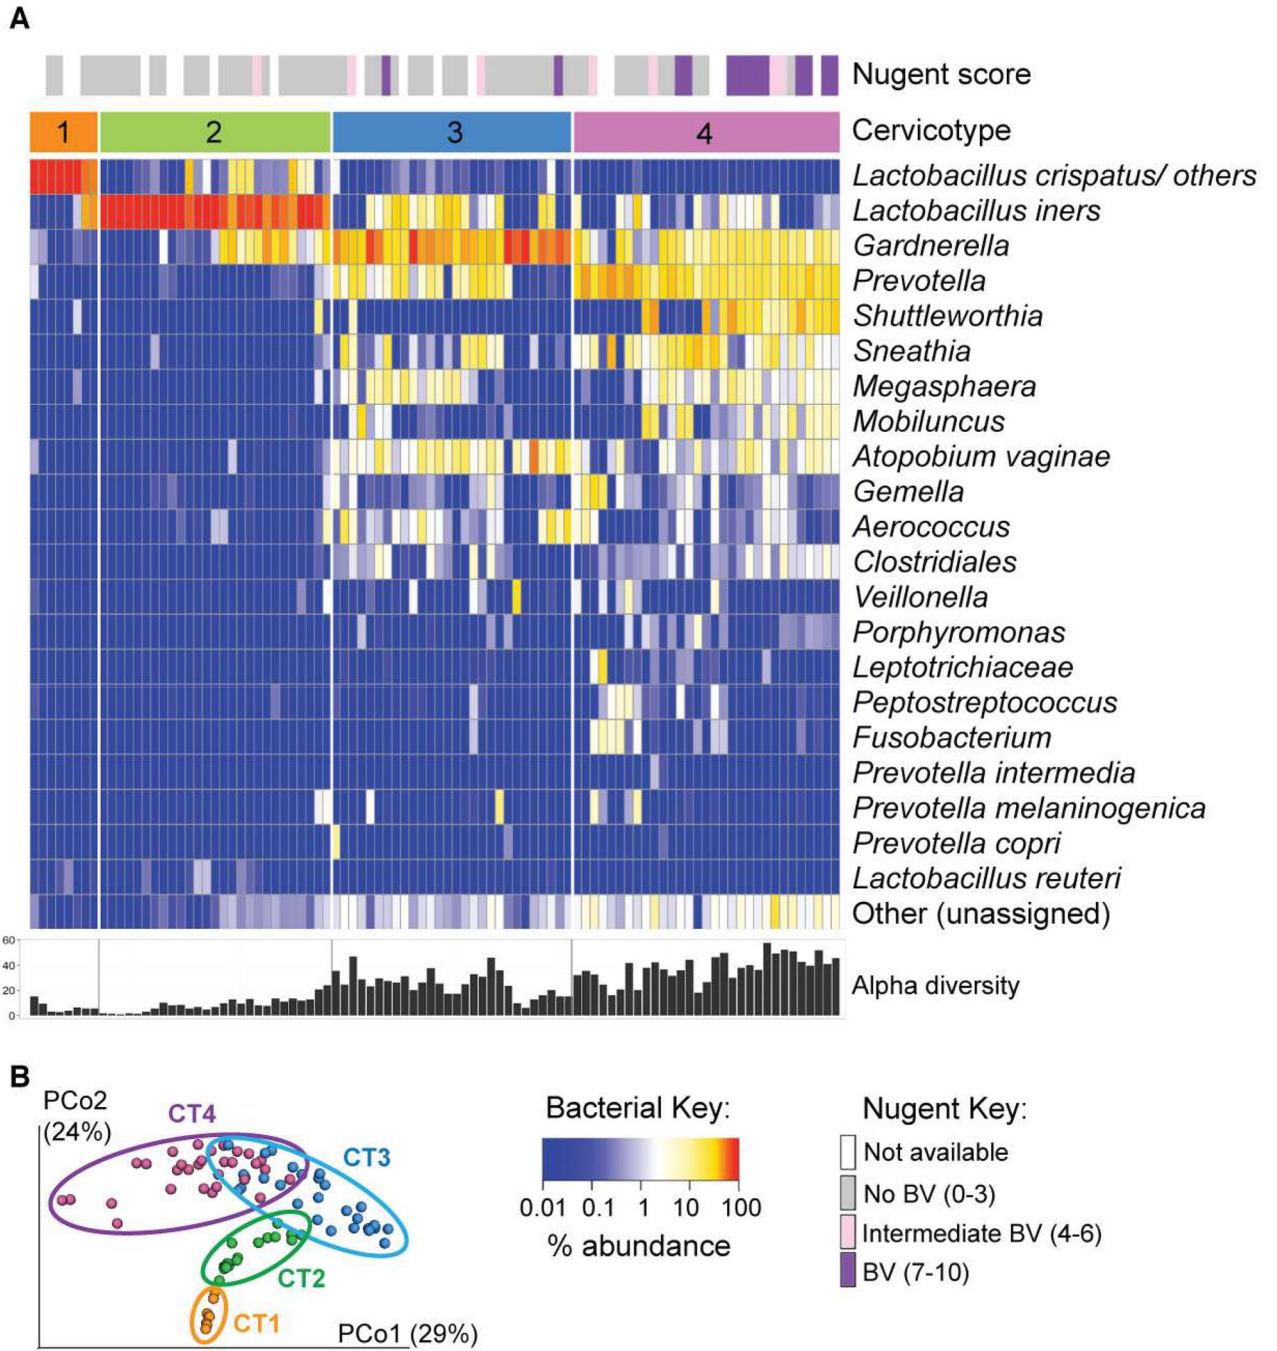 A
Nugent score
1 2 3 4 Cervicotype
Lactobacillus crispatus/ others
Lactobacillus iners
Gardnerella
Prevotella
Shuttleworthia
Sneathia
Megasphaera
Mobiluncus
Atopobium vaginae
Gemella
Aerococcus
Clostridiales
Veillonella
Porphyromonas
Leptotrichiaceae
Peptostreptococcus
Fusobacterium
Prevotella intermedia
Prevotella melaninogenica
Prevotella copri
Lactobacillus reuteri
Other (unassigned)
60
40
20
0
Alpha diversity
B
PCo2
(24%)
CT4
CT3
CT2
CT1
PCo1 (29%)
Bacterial Key:
0.01 0.1 1 10 100
% abundance
Nugent Key:
Not available
No BV (0-3)
Intermediate BV (4-6)
BV (7-10)